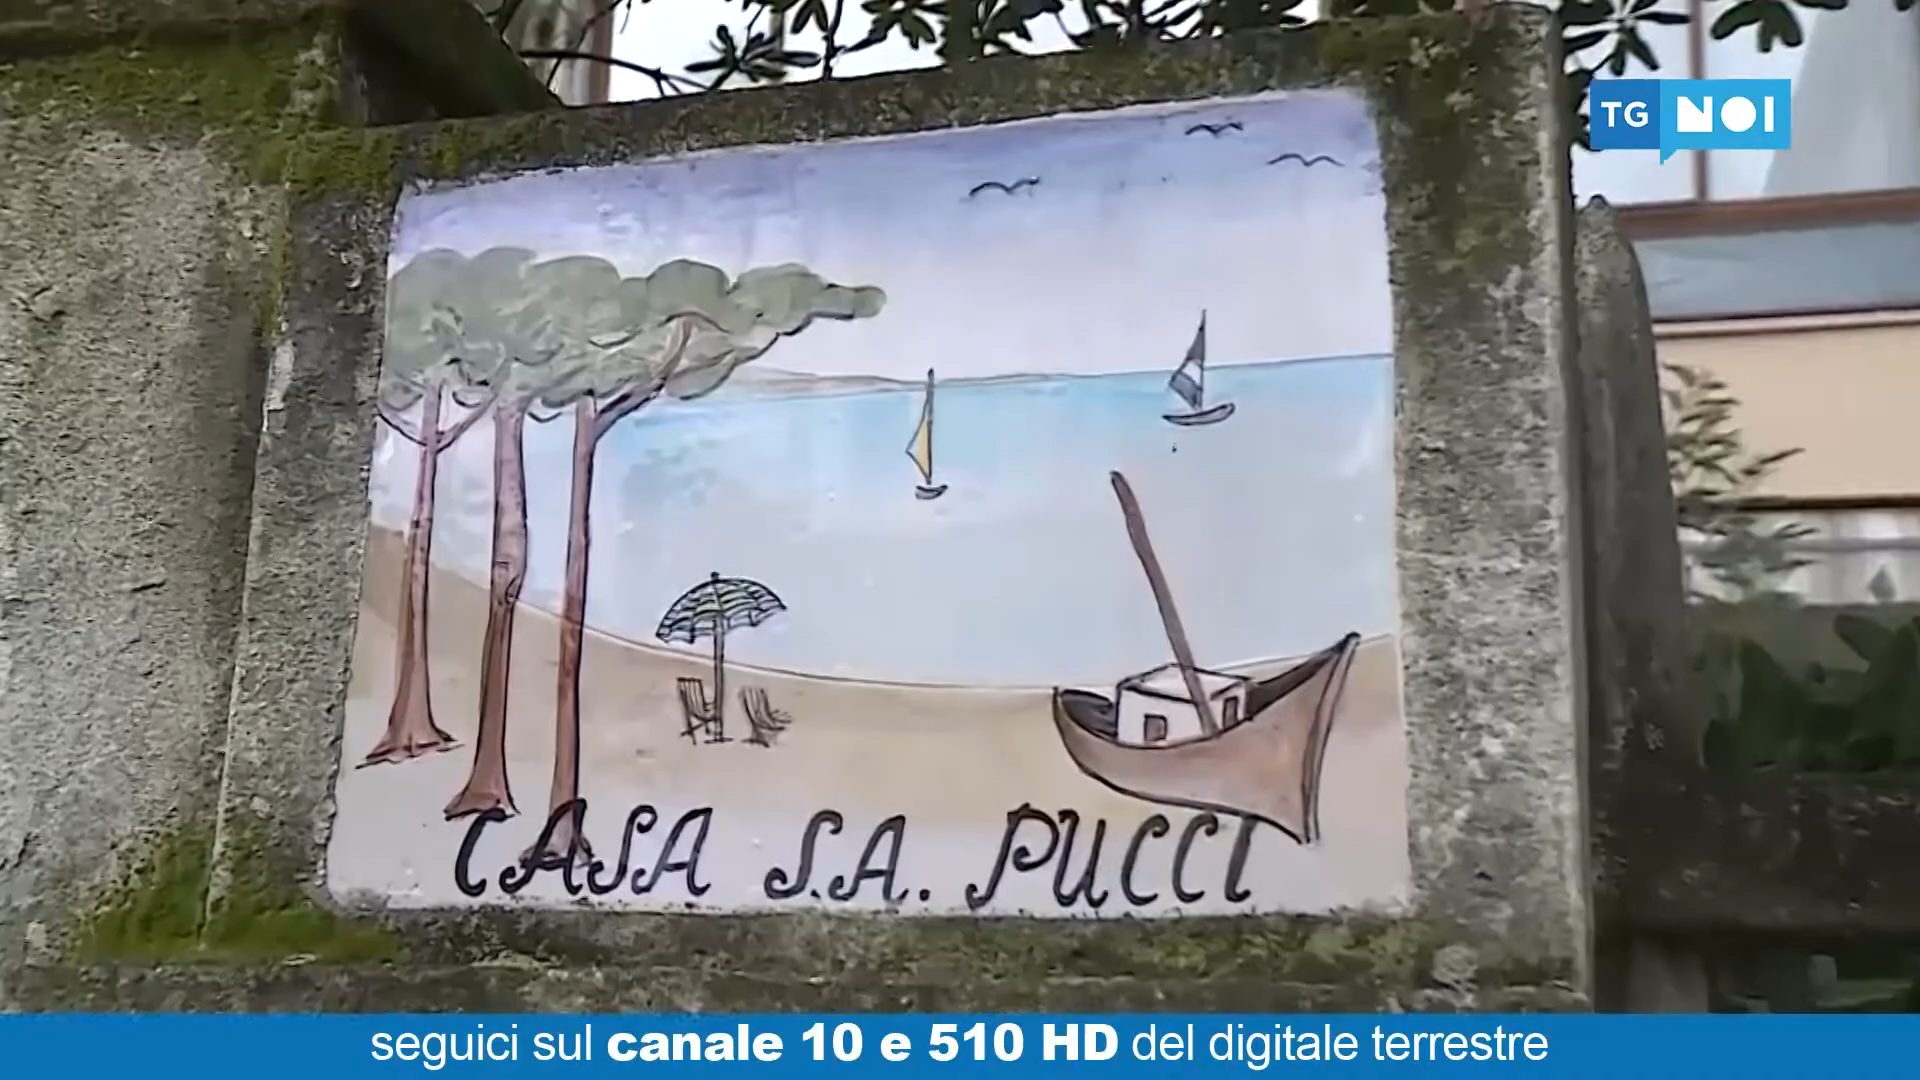 TG NOI
CASA S.A. PUCCI
seguici sul canale 10 e 510 HD del digitale terrestre